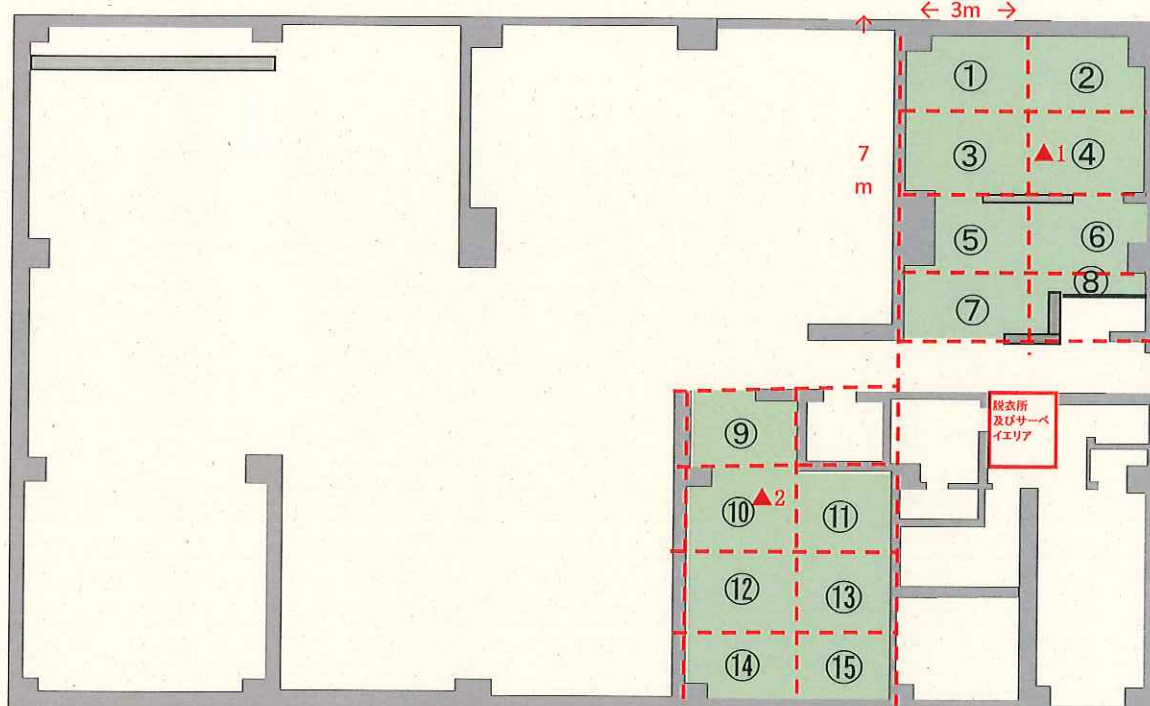 ← 3m →
↑
7
m
① ②
③ ▲1 ④
⑤ ⑥
⑧
⑦
脱衣所
及びサーベ
イエリア
⑨
⑩ ▲2 ⑪
⑫ ⑬
⑭ ⑮